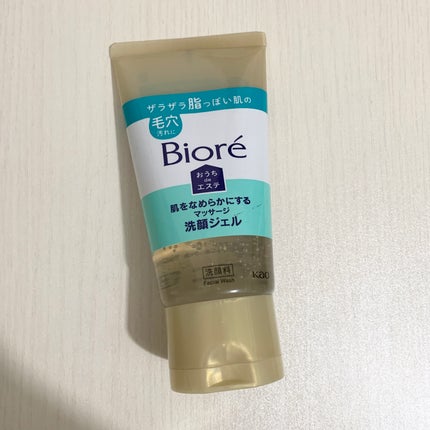 ザラザラ脂っぽい肌の
毛穴
汚れに
Bioré
おうち
de
エステ
肌をなめらかにする
マッサージ
洗顔ジェル
洗顔料
Facial Wash
Kao